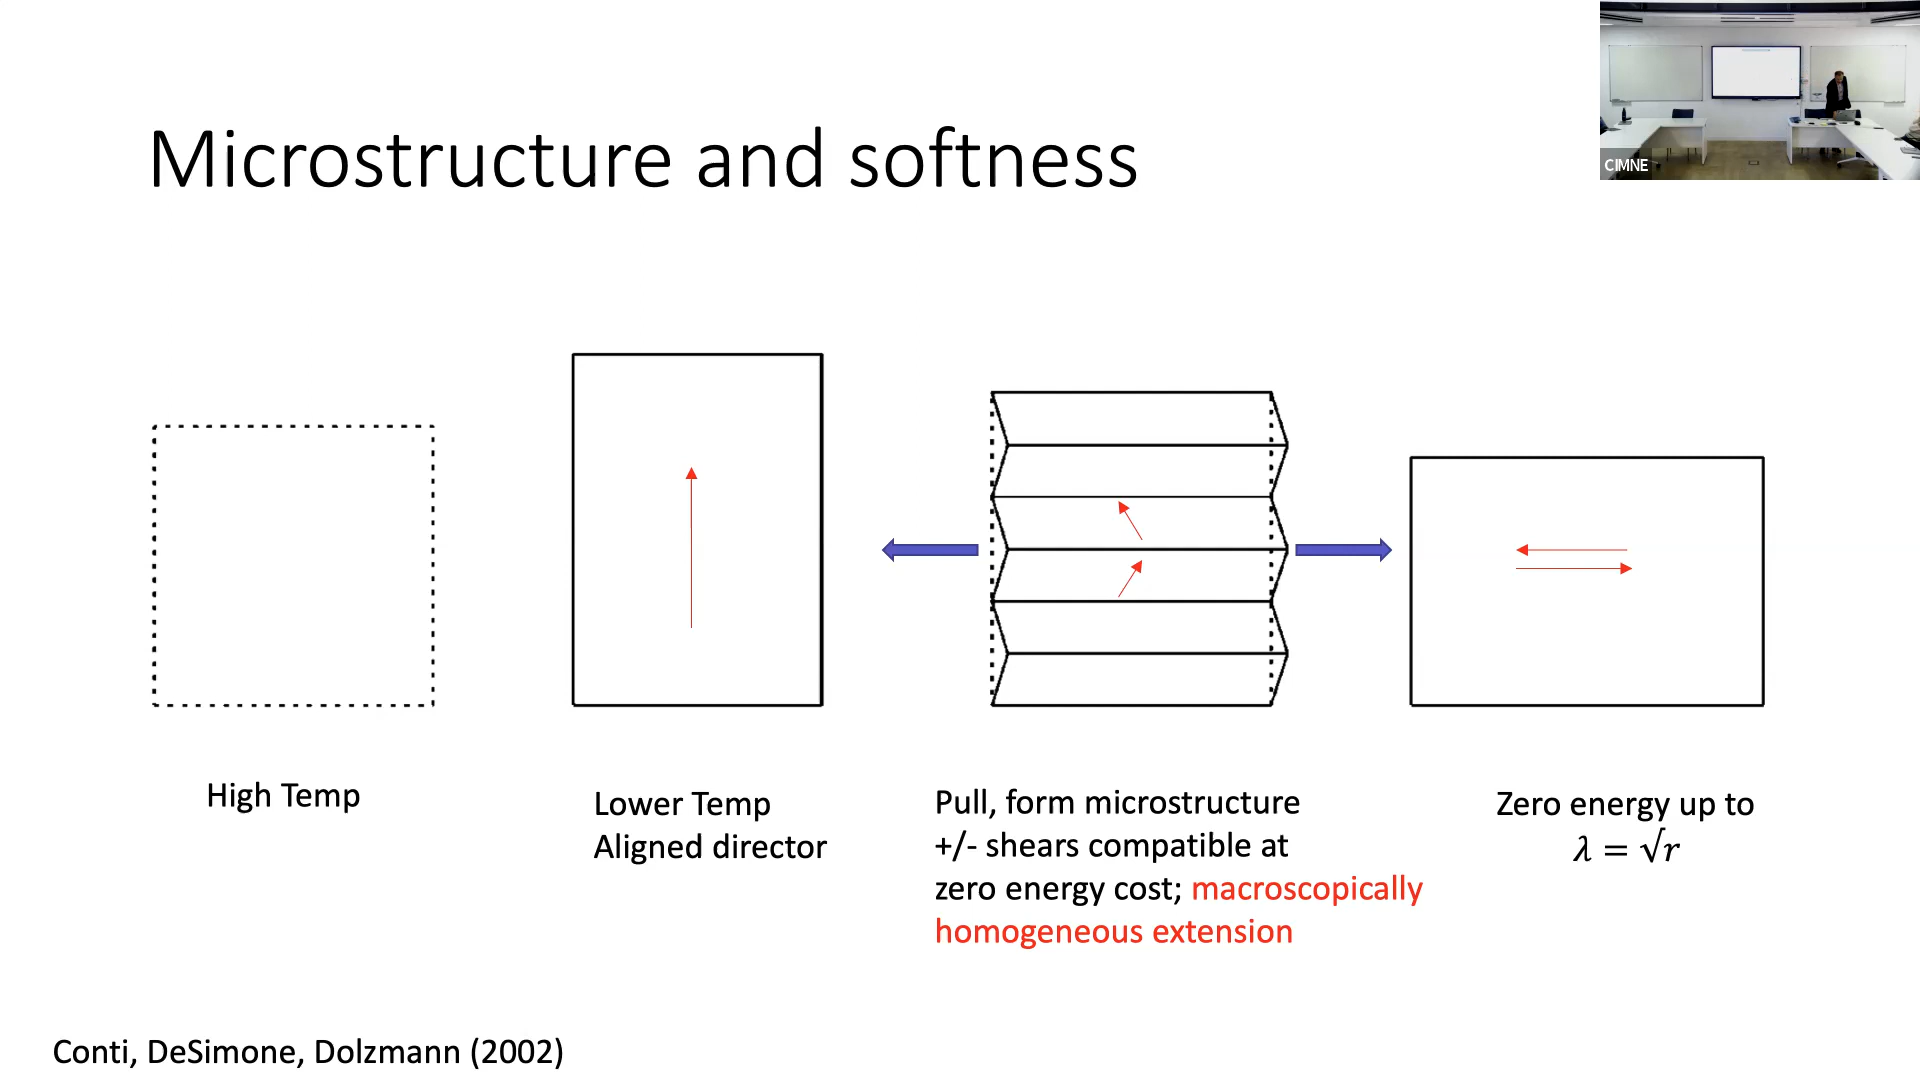 CIMNE
Microstructure and softness
High Temp
Lower Temp
Aligned director
Pull, form microstructure
+/- shears compatible at
zero energy cost; macroscopically
homogeneous extension
Zero energy up to
λ = √r
Conti, DeSimone, Dolzmann (2002)